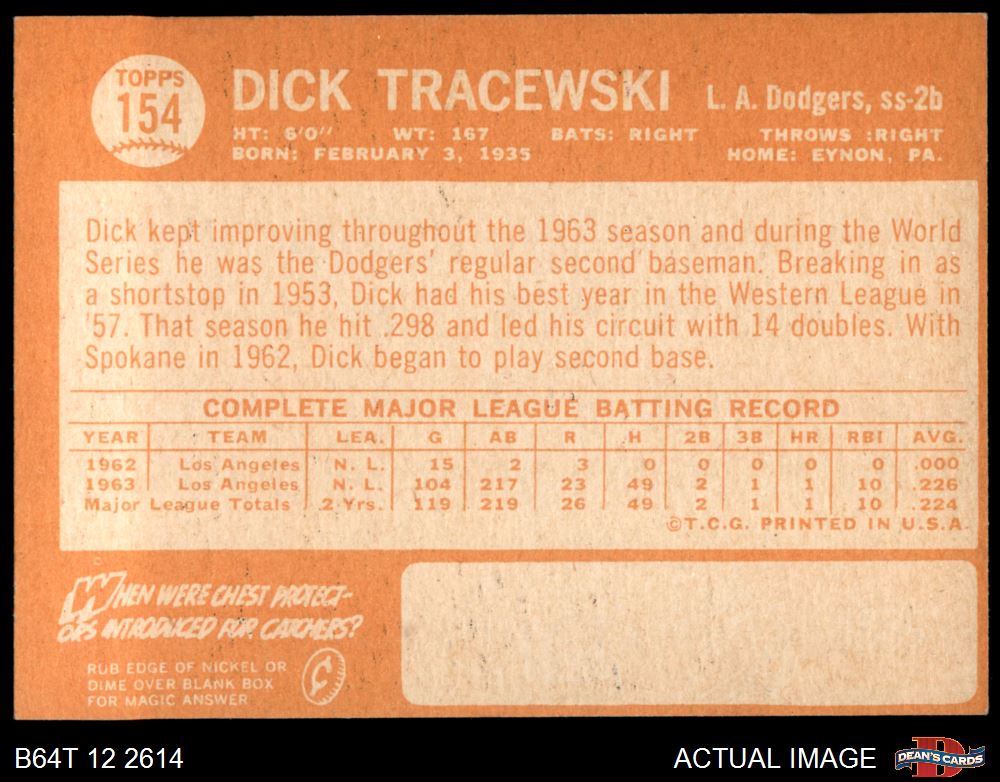 TOPPS
154
DICK TRACEWSKI
L. A. Dodgers, ss-2b
HT: 6'0" WT: 167 BATS: RIGHT THROWS :RIGHT
BORN: FEBRUARY 3, 1935 HOME: EYNON, PA.
Dick kept improving throughout the 1963 season and during the World
Series he was the Dodgers' regular second baseman. Breaking in as
a shortstop in 1953, Dick had his best year in the Western League in
'57. That season he hit .298 and led his circuit with 14 doubles. With
Spokane in 1962, Dick began to play second base.
COMPLETE MAJOR LEAGUE BATTING RECORD
YEAR TEAM LEA. G AB R H 2B 3B HR RBI AVG.
1962 Los Angeles N. L. 15 2 3 0 0 0 0 0 .000
1963 Los Angeles N. L. 104 217 23 49 2 1 1 10 .226
Major League Totals 2 Yrs. 119 219 26 49 2 1 1 10 .224
©T.C.G. PRINTED IN U.S.A.
WHEN WERE CHEST PROTECT-
ORS INTRODUCED FOR CATCHERS?
RUB EDGE OF NICKEL OR
DIME OVER BLANK BOX
FOR MAGIC ANSWER
¢
B64T 12 2614
ACTUAL IMAGE
D
DEAN'S CARDS